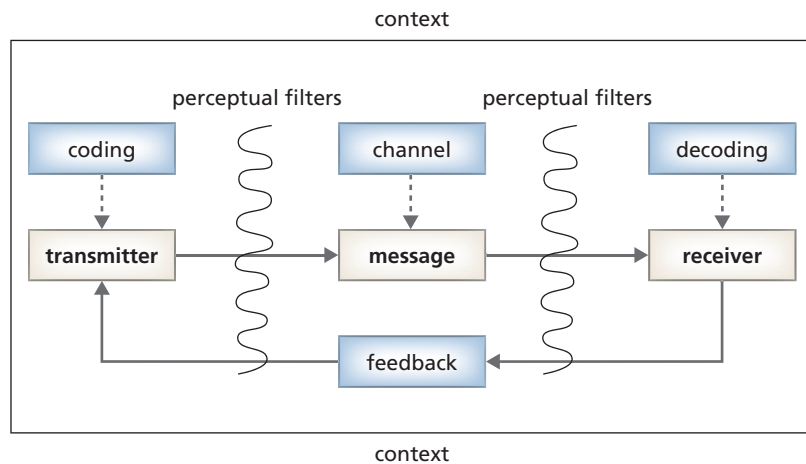 context
perceptual filters
perceptual filters
coding
channel
decoding
transmitter
message
receiver
feedback
context